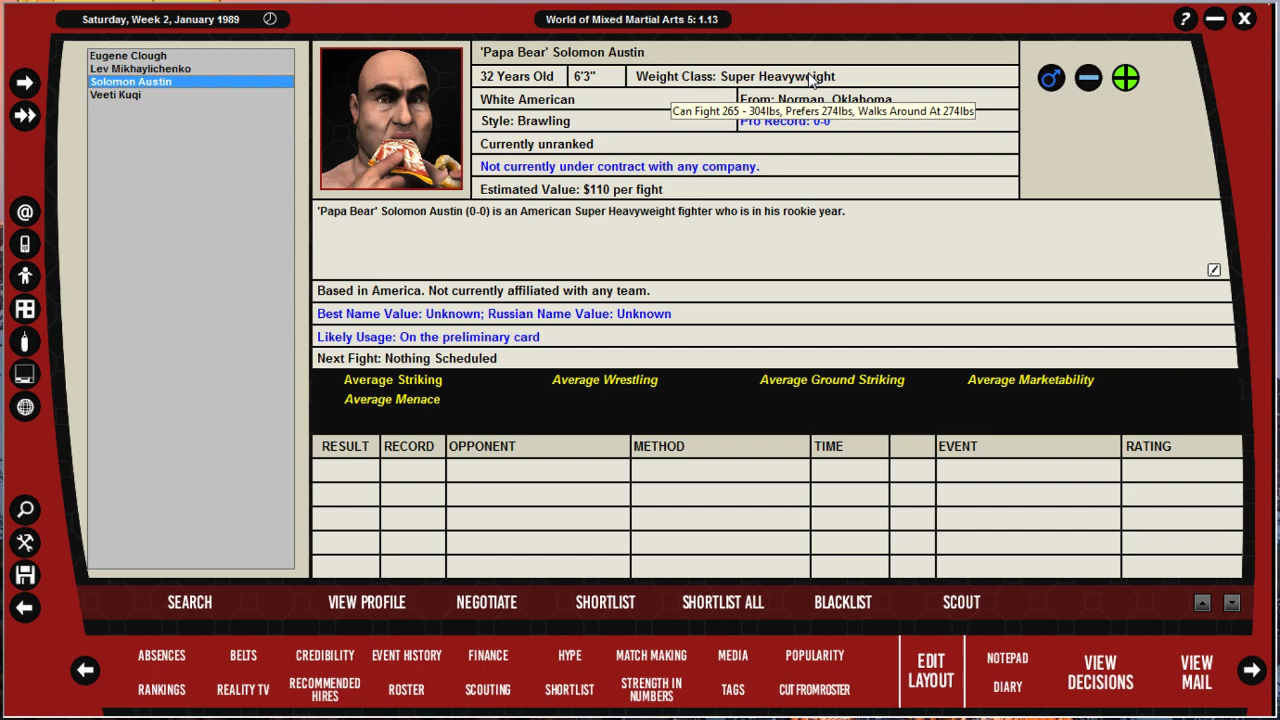 Saturday, Week 2, January 1989
World of Mixed Martial Arts 5: 1.13
?
Eugene Clough
Lev Mikhaylichenko
Solomon Austin
Veeti Kuqi
'Papa Bear' Solomon Austin
32 Years Old
6'3"
Weight Class: Super Heavyweight
White American
From: Norman, Oklahoma
Can Fight 265 - 304lbs, Prefers 274lbs, Walks Around At 274lbs
Style: Brawling
Pro Record: 0-0
Currently unranked
Not currently under contract with any company.
Estimated Value: $110 per fight
'Papa Bear' Solomon Austin (0-0) is an American Super Heavyweight fighter who is in his rookie year.
Based in America. Not currently affiliated with any team.
Best Name Value: Unknown; Russian Name Value: Unknown
Likely Usage: On the preliminary card
Next Fight: Nothing Scheduled
Average Striking
Average Wrestling
Average Ground Striking
Average Marketability
Average Menace
RESULT
RECORD
OPPONENT
METHOD
TIME
EVENT
RATING
SEARCH
VIEW PROFILE
NEGOTIATE
SHORTLIST
SHORTLIST ALL
BLACKLIST
SCOUT
ABSENCES
BELTS
CREDIBILITY
EVENT HISTORY
FINANCE
HYPE
MATCH MAKING
MEDIA
POPULARITY
RANKINGS
REALITY TV
RECOMMENDED
HIRES
ROSTER
SCOUTING
SHORTLIST
STRENGTH IN
NUMBERS
TAGS
CUT FROM ROSTER
EDIT
LAYOUT
NOTEPAD
DIARY
VIEW
DECISIONS
VIEW
MAIL